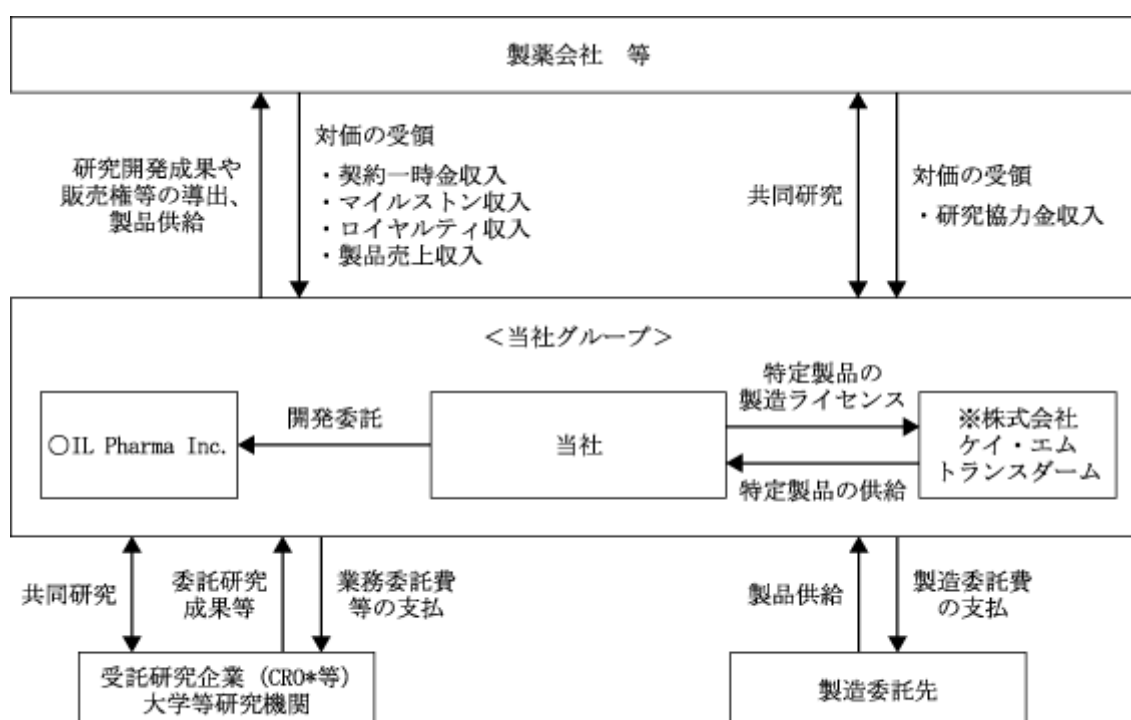 製薬会社　等
研究開発成果や
販売権等の導出、
製品供給
対価の受領
・契約一時金収入
・マイルストン収入
・ロイヤルティ収入
・製品売上収入
共同研究
対価の受領
・研究協力金収入
＜当社グループ＞
○IL Pharma Inc.
開発委託
当社
特定製品の
製造ライセンス
特定製品の供給
※株式会社
ケイ・エム
トランスダーム
共同研究
委託研究
成果等
業務委託費
等の支払
製品供給
製造委託費
の支払
受託研究企業（CRO*等）
大学等研究機関
製造委託先